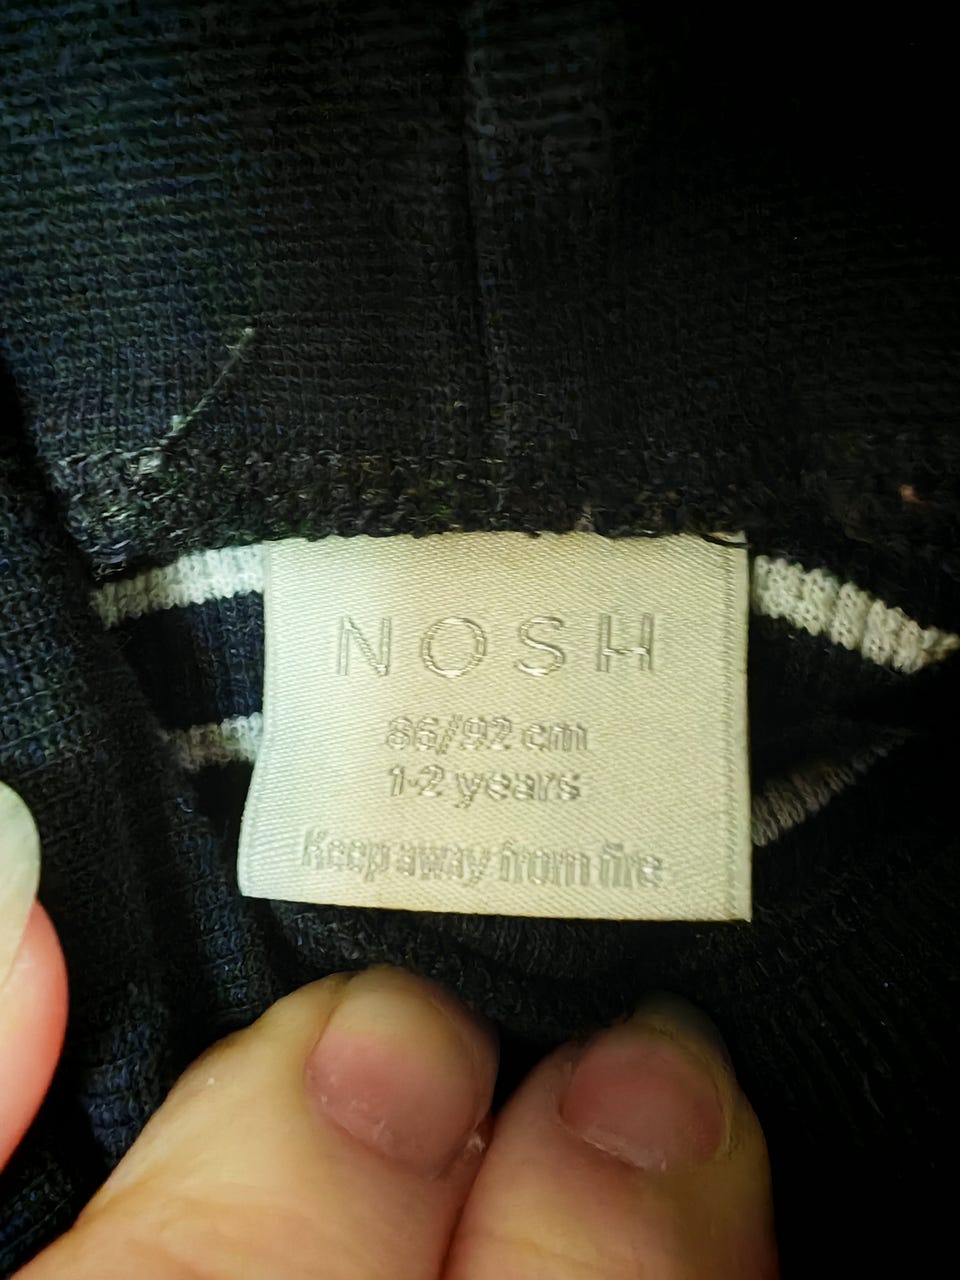 NOSH
86/92 cm
1-2 years
Keep away from fire